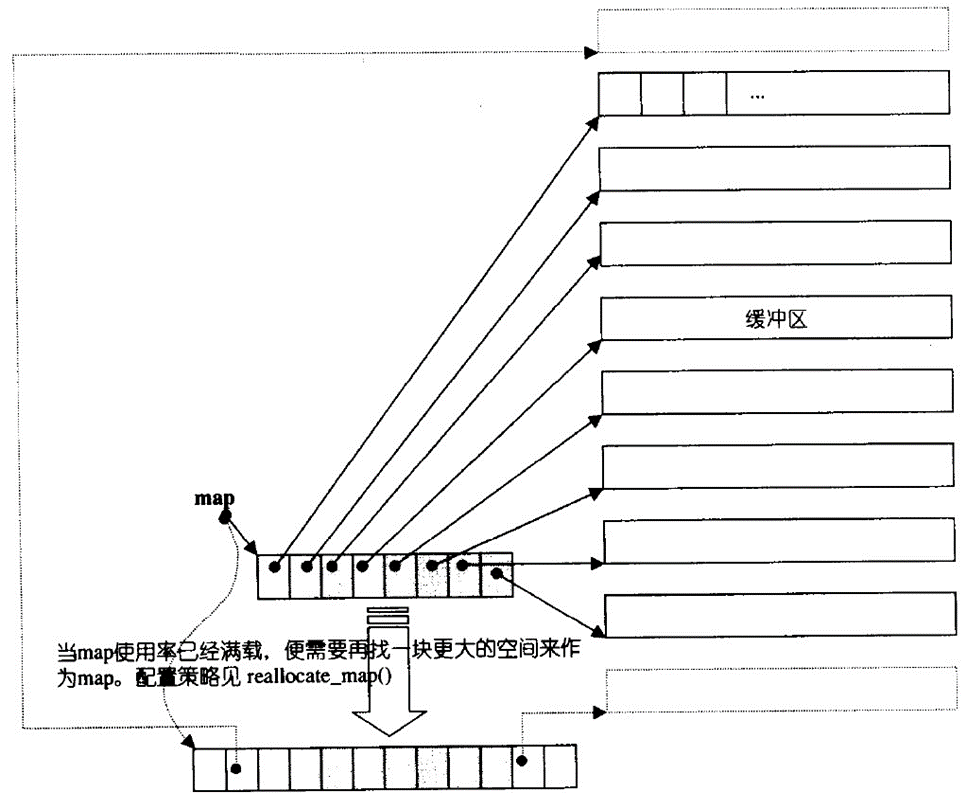 ...
缓冲区
map
当map使用率已经满载，便需要再找一块更大的空间来作
为map。配置策略见 reallocate_map()